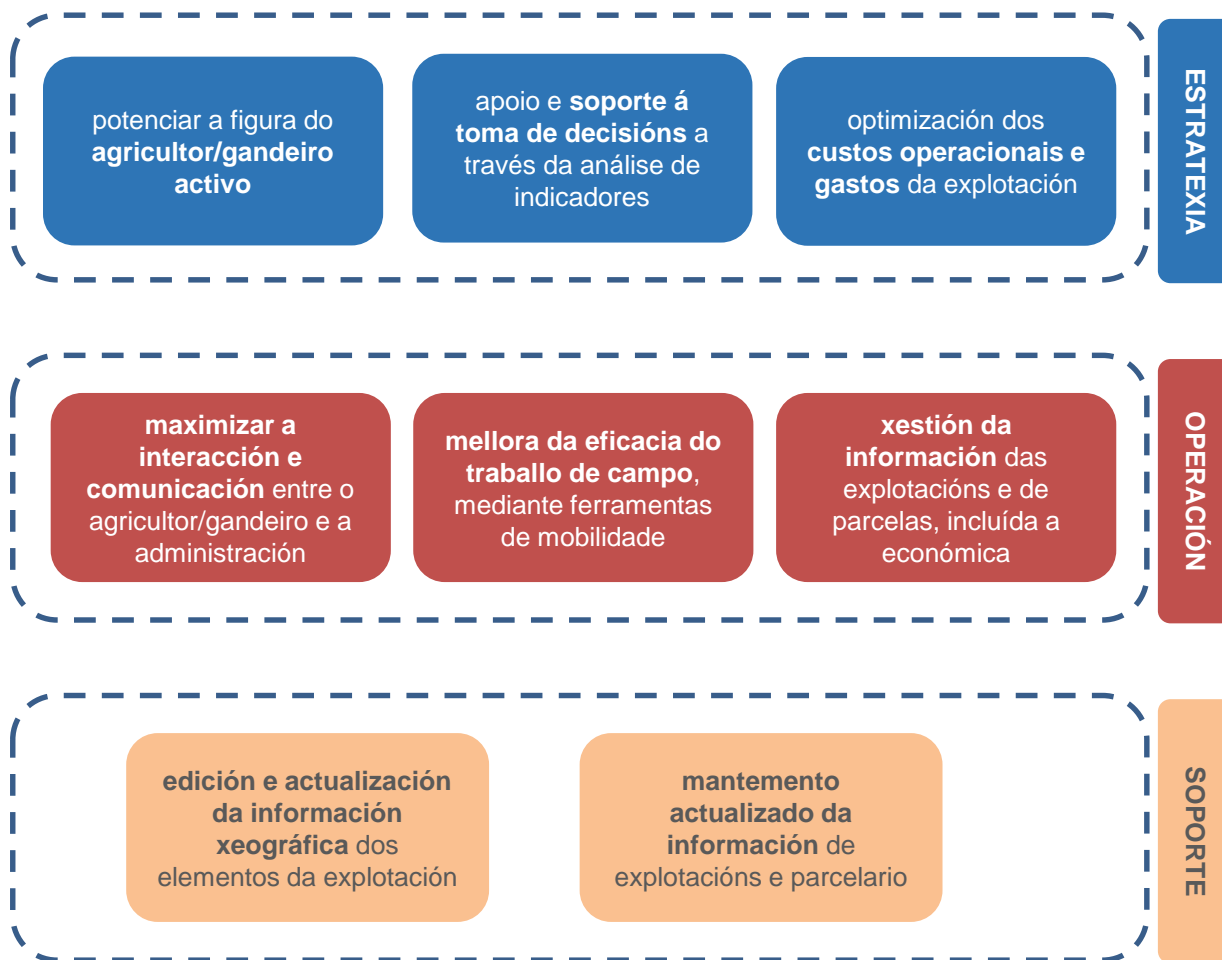 potenciar a figura do
agricultor/gandeiro
activo
apoio e soporte á
toma de decisións a
través da análise de
indicadores
optimización dos
custos operacionais e
gastos da explotación
ESTRATEXIA
maximizar a
interacción e
comunicación entre o
agricultor/gandeiro e a
administración
mellora da eficacia do
traballo de campo,
mediante ferramentas
de mobilidade
xestión da
información das
explotacións e de
parcelas, incluída a
económica
OPERACIÓN
edición e actualización
da información
xeográfica dos
elementos da explotación
mantemento
actualizado da
información de
explotacións e parcelario
SOPORTE